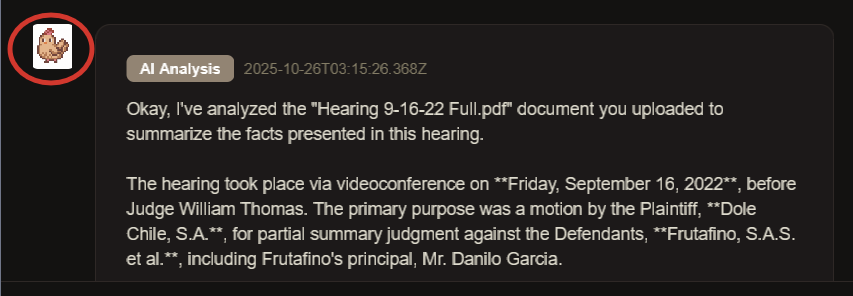 AI Analysis 2025-10-26T03:15:26.368Z
Okay, I've analyzed the "Hearing 9-16-22 Full.pdf" document you uploaded to
summarize the facts presented in this hearing.
The hearing took place via videoconference on **Friday, September 16, 2022**, before
Judge William Thomas. The primary purpose was a motion by the Plaintiff, **Dole
Chile, S.A.**, for partial summary judgment against the Defendants, **Frutafino, S.A.S.
et al.**, including Frutafino's principal, Mr. Danilo Garcia.